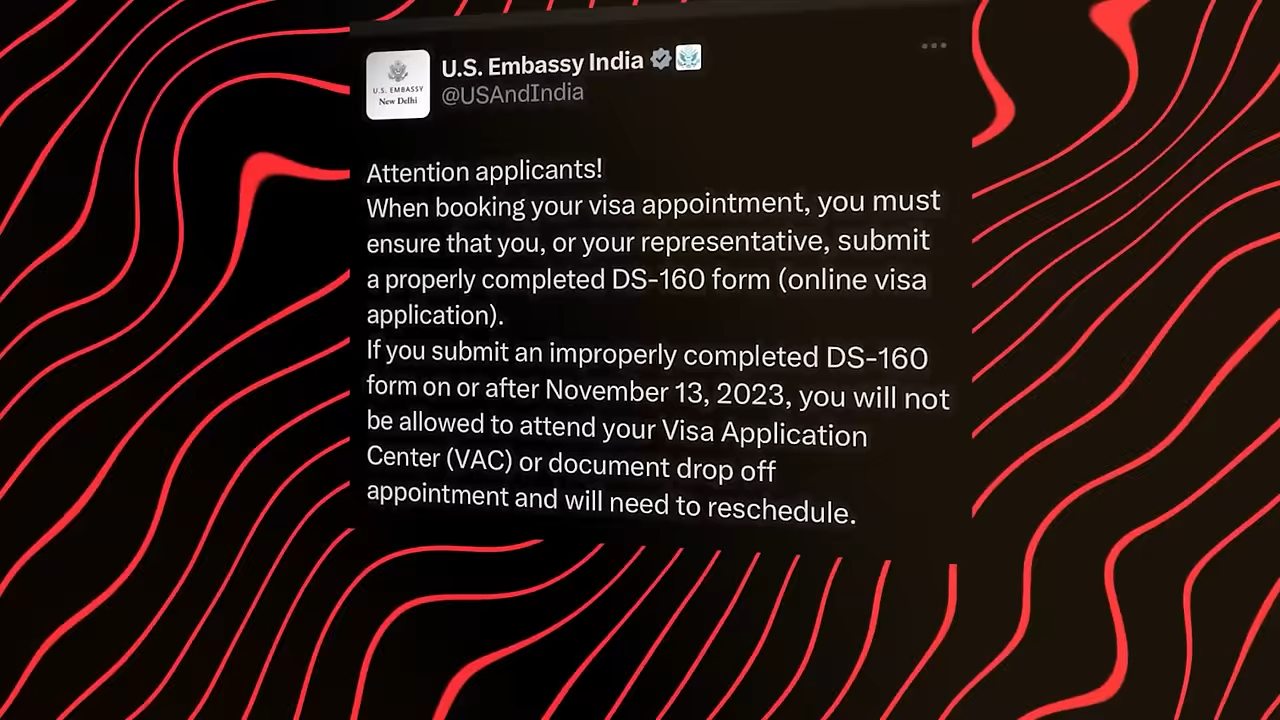 U.S. EMBASSY
New Delhi
U.S. Embassy India
@USAndIndia
Attention applicants!
When booking your visa appointment, you must
ensure that you, or your representative, submit
a properly completed DS-160 form (online visa
application).
If you submit an improperly completed DS-160
form on or after November 13, 2023, you will not
be allowed to attend your Visa Application
Center (VAC) or document drop off
appointment and will need to reschedule.